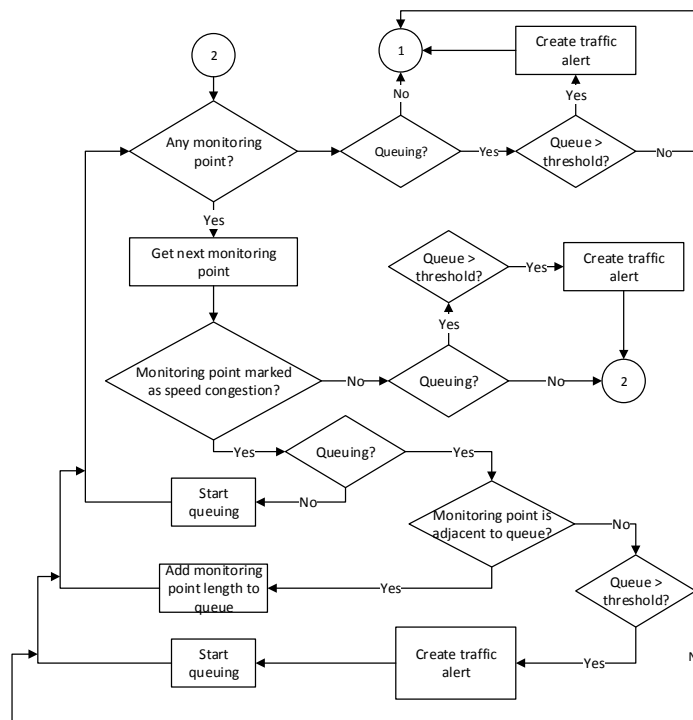 2
1
Create traffic
alert
No
Yes
Any monitoring
point?
Queuing?
Yes
Queue >
threshold?
No
Yes
Get next monitoring
point
Queue >
threshold?
Yes
Create traffic
alert
Yes
Monitoring point marked
as speed congestion?
No
Queuing?
No
2
Yes
Queuing?
Yes
Start
queuing
No
Monitoring point is
adjacent to queue?
No
Add monitoring
point length to
queue
Yes
Queue >
threshold?
Start
queuing
Create traffic
alert
Yes